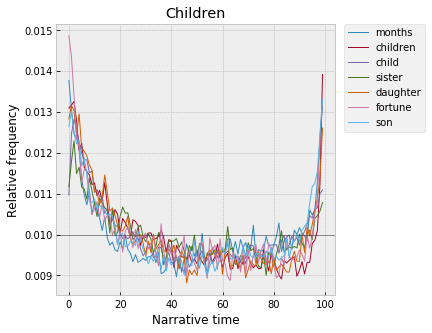 Children
0.015
0.014
0.013
0.012
0.011
0.010
0.009
Relative frequency
0
20
40
60
80
100
Narrative time
months
children
child
sister
daughter
fortune
son